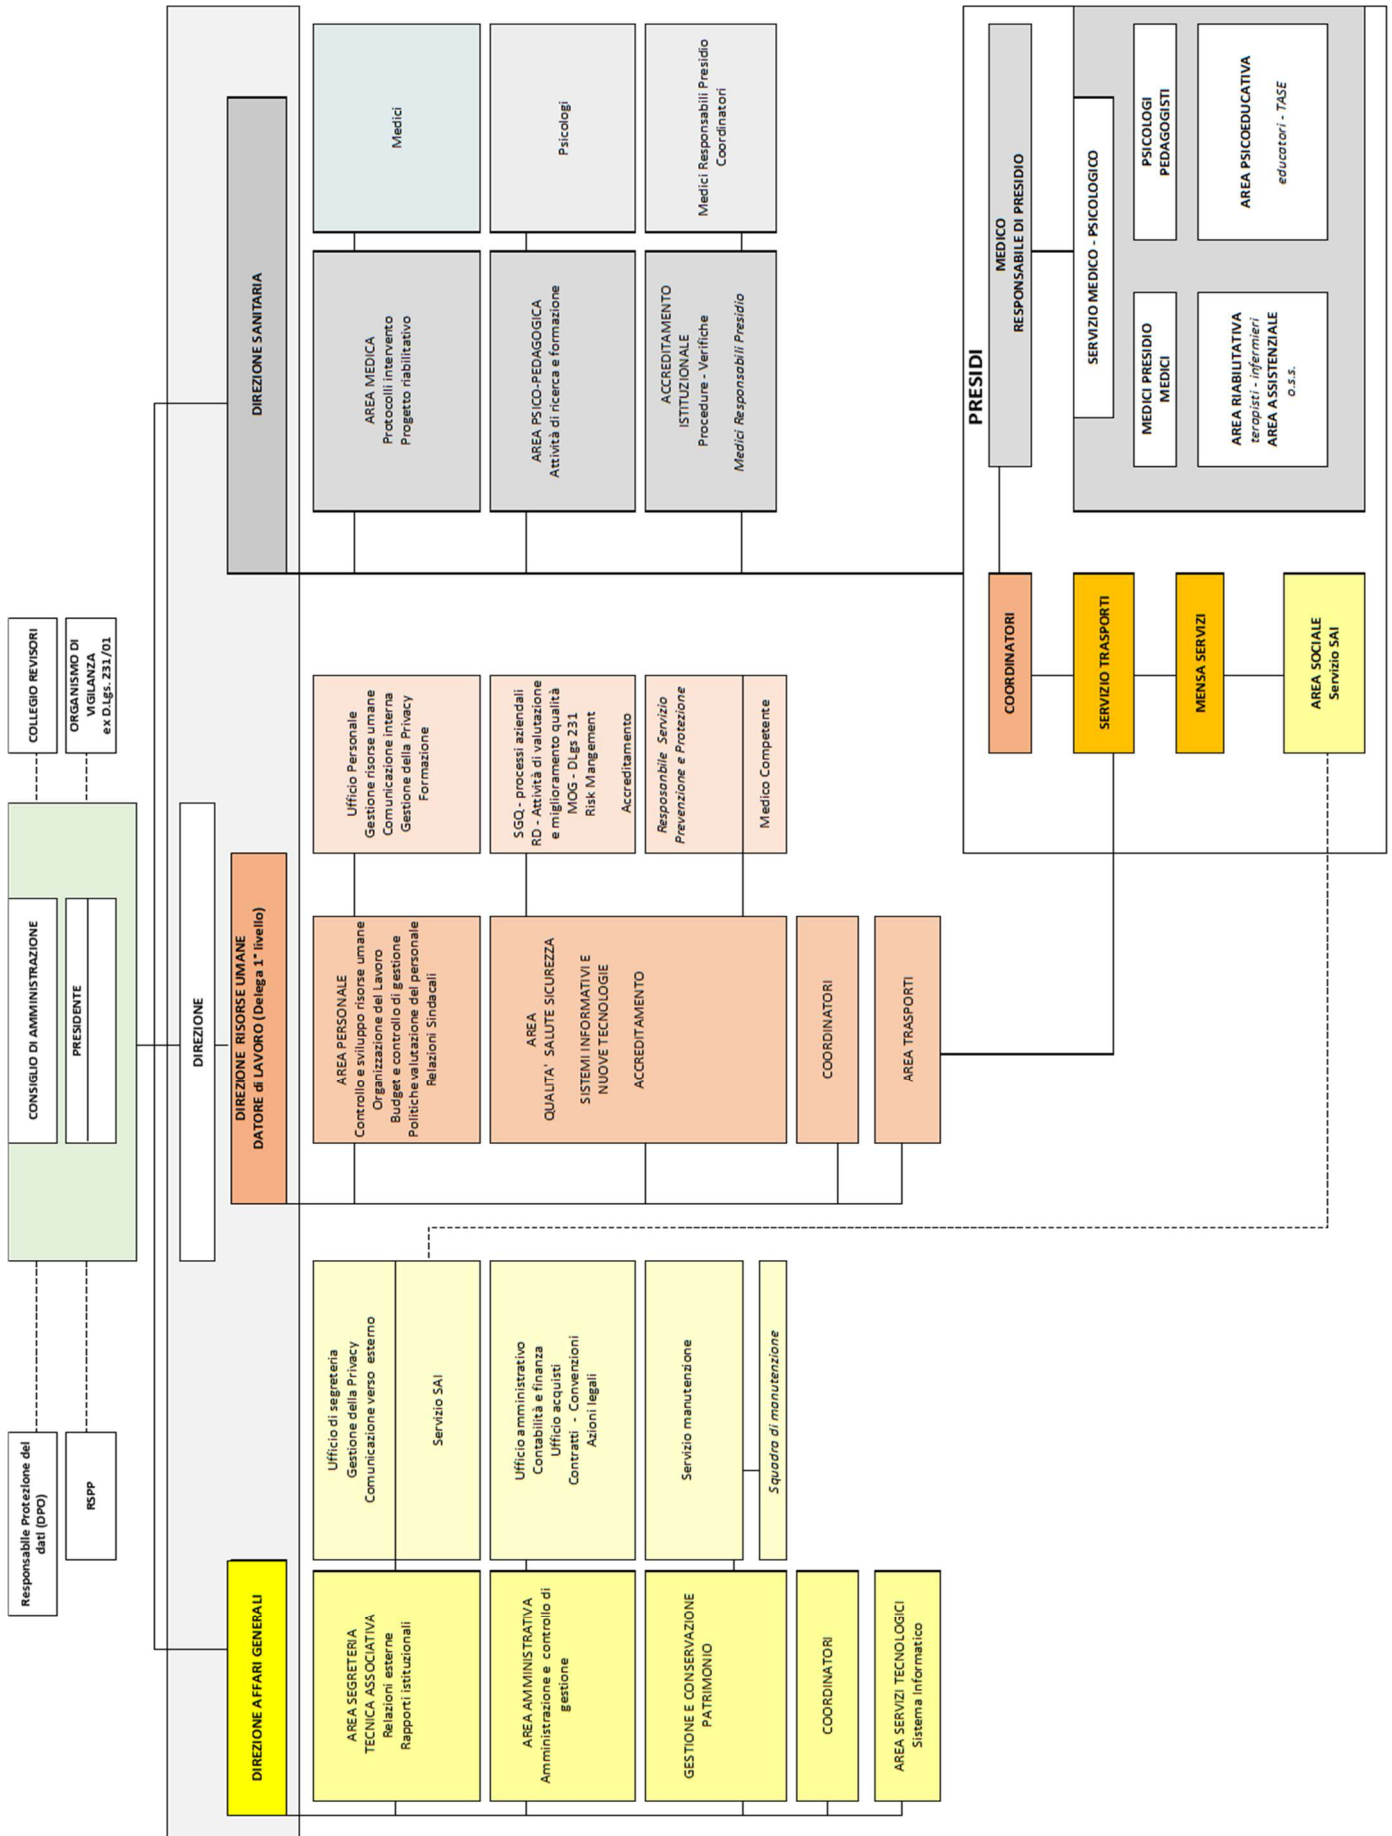 CONSIGLIO DI AMMINISTRAZIONE
PRESIDENTE
Responsabile Protezione dei
dati (DPO)
RSPP
COLLEGIO REVISORI
ORGANISMO DI
VIGILANZA
ex D.Lgs. 231/01
DIREZIONE
DIREZIONE AFFARI GENERALI
DIREZIONE RISORSE UMANE
DATORE di LAVORO (Delega 1° livello)
DIREZIONE SANITARIA
AREA SEGRETERIA
TECNICA ASSOCIATIVA
Relazioni esterne
Rapporti istituzionali
Ufficio di segreteria
Gestione della Privacy
Comunicazione verso esterno
Servizio SAI
AREA AMMINISTRATIVA
Amministrazione e controllo di
gestione
Ufficio amministrativo
Contabilità e finanza
Ufficio acquisti
Contratti - Convenzioni
Azioni legali
GESTIONE E CONSERVAZIONE
PATRIMONIO
Servizio manutenzione
Squadra di manutenzione
COORDINATORI
AREA SERVIZI TECNOLOGICI
Sistema Informatico
AREA PERSONALE
Controllo e sviluppo risorse umane
Organizzazione del Lavoro
Budget e controllo di gestione
Politiche valutazione del personale
Relazioni Sindacali
Ufficio Personale
Gestione risorse umane
Comunicazione interna
Gestione della Privacy
Formazione
AREA
QUALITA' SALUTE SICUREZZA
SISTEMI INFORMATIVI E
NUOVE TECNOLOGIE
ACCREDITAMENTO
SGQ - processi aziendali
RD - Attività di valutazione
e miglioramento qualità
MOG - DLgs 231
Risk Mangement
Accreditamento
Resposanbile Servizio
Prevenzione e Protezione
Medico Competente
COORDINATORI
AREA TRASPORTI
AREA MEDICA
Protocolli intervento
Progetto riabilitativo
Medici
AREA PSICO-PEDAGOGICA
Attività di ricerca e formazione
Psicologi
ACCREDITAMENTO
ISTITUZIONALE
Procedure - Verifiche
Medici Responsabili Presidio
Medici Responsabili Presidio
Coordinatori
PRESIDI
MEDICO
RESPONSABILE DI PRESIDIO
COORDINATORI
SERVIZIO TRASPORTI
MENSA SERVIZI
AREA SOCIALE
Servizio SAI
SERVIZIO MEDICO - PSICOLOGICO
MEDICI PRESIDIO
MEDICI
PSICOLOGI
PEDAGOGISTI
AREA RIABILITATIVA
terapisti - infermieri
AREA ASSISTENZIALE
o.s.s.
AREA PSICOEDUCATIVA
educatori - TASE